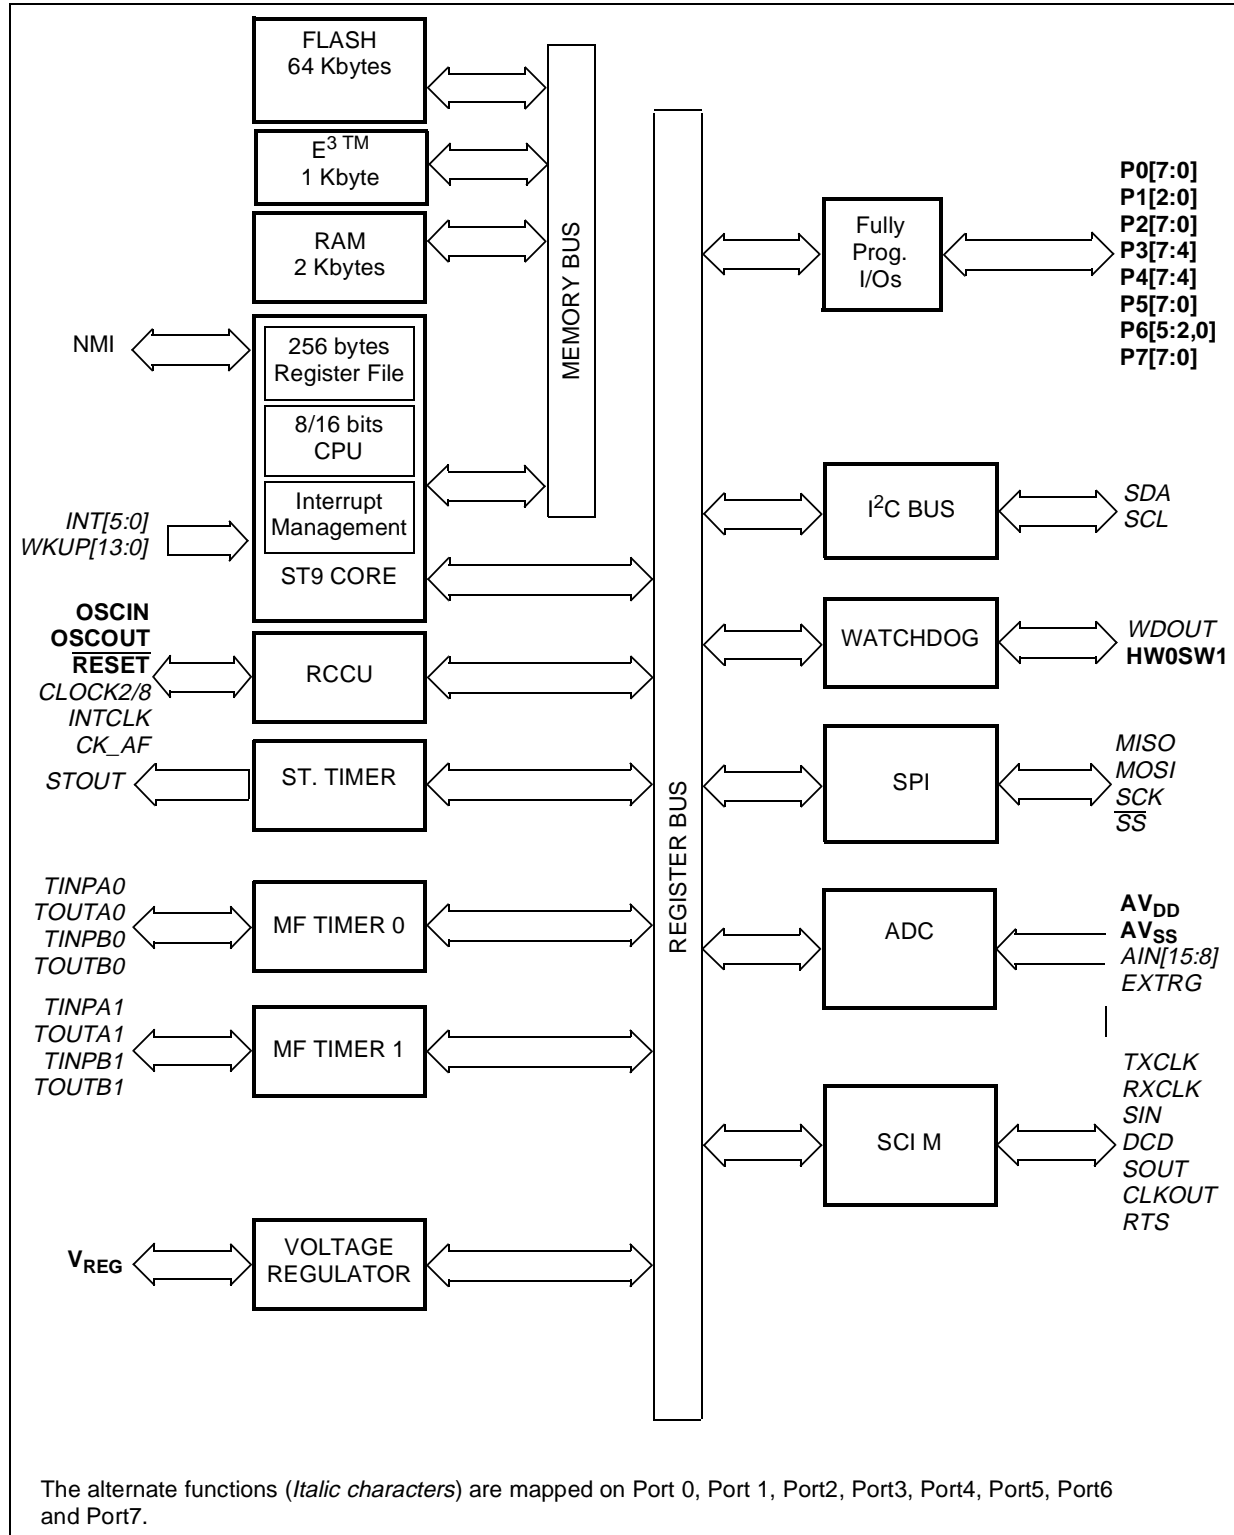 FLASH
64 Kbytes
E3 TM
1 Kbyte
RAM
2 Kbytes
MEMORY BUS
NMI
256 bytes
Register File
8/16 bits
CPU
Interrupt
Management
ST9 CORE
INT[5:0]
WKUP[13:0]
OSCIN
OSCOUT
RESET
CLOCK2/8
INTCLK
CK_AF
RCCU
STOUT
ST. TIMER
TINPA0
TOUTA0
TINPB0
TOUTB0
MF TIMER 0
TINPA1
TOUTA1
TINPB1
TOUTB1
MF TIMER 1
VREG
VOLTAGE
REGULATOR
REGISTER BUS
Fully
Prog.
I/Os
P0[7:0]
P1[2:0]
P2[7:0]
P3[7:4]
P4[7:4]
P5[7:0]
P6[5:2,0]
P7[7:0]
I2C BUS
SDA
SCL
WATCHDOG
WDOUT
HW0SW1
SPI
MISO
MOSI
SCK
SS
ADC
AVDD
AVSS
AIN[15:8]
EXTRG
SCI M
TXCLK
RXCLK
SIN
DCD
SOUT
CLKOUT
RTS
The alternate functions (Italic characters) are mapped on Port 0, Port 1, Port2, Port3, Port4, Port5, Port6
and Port7.